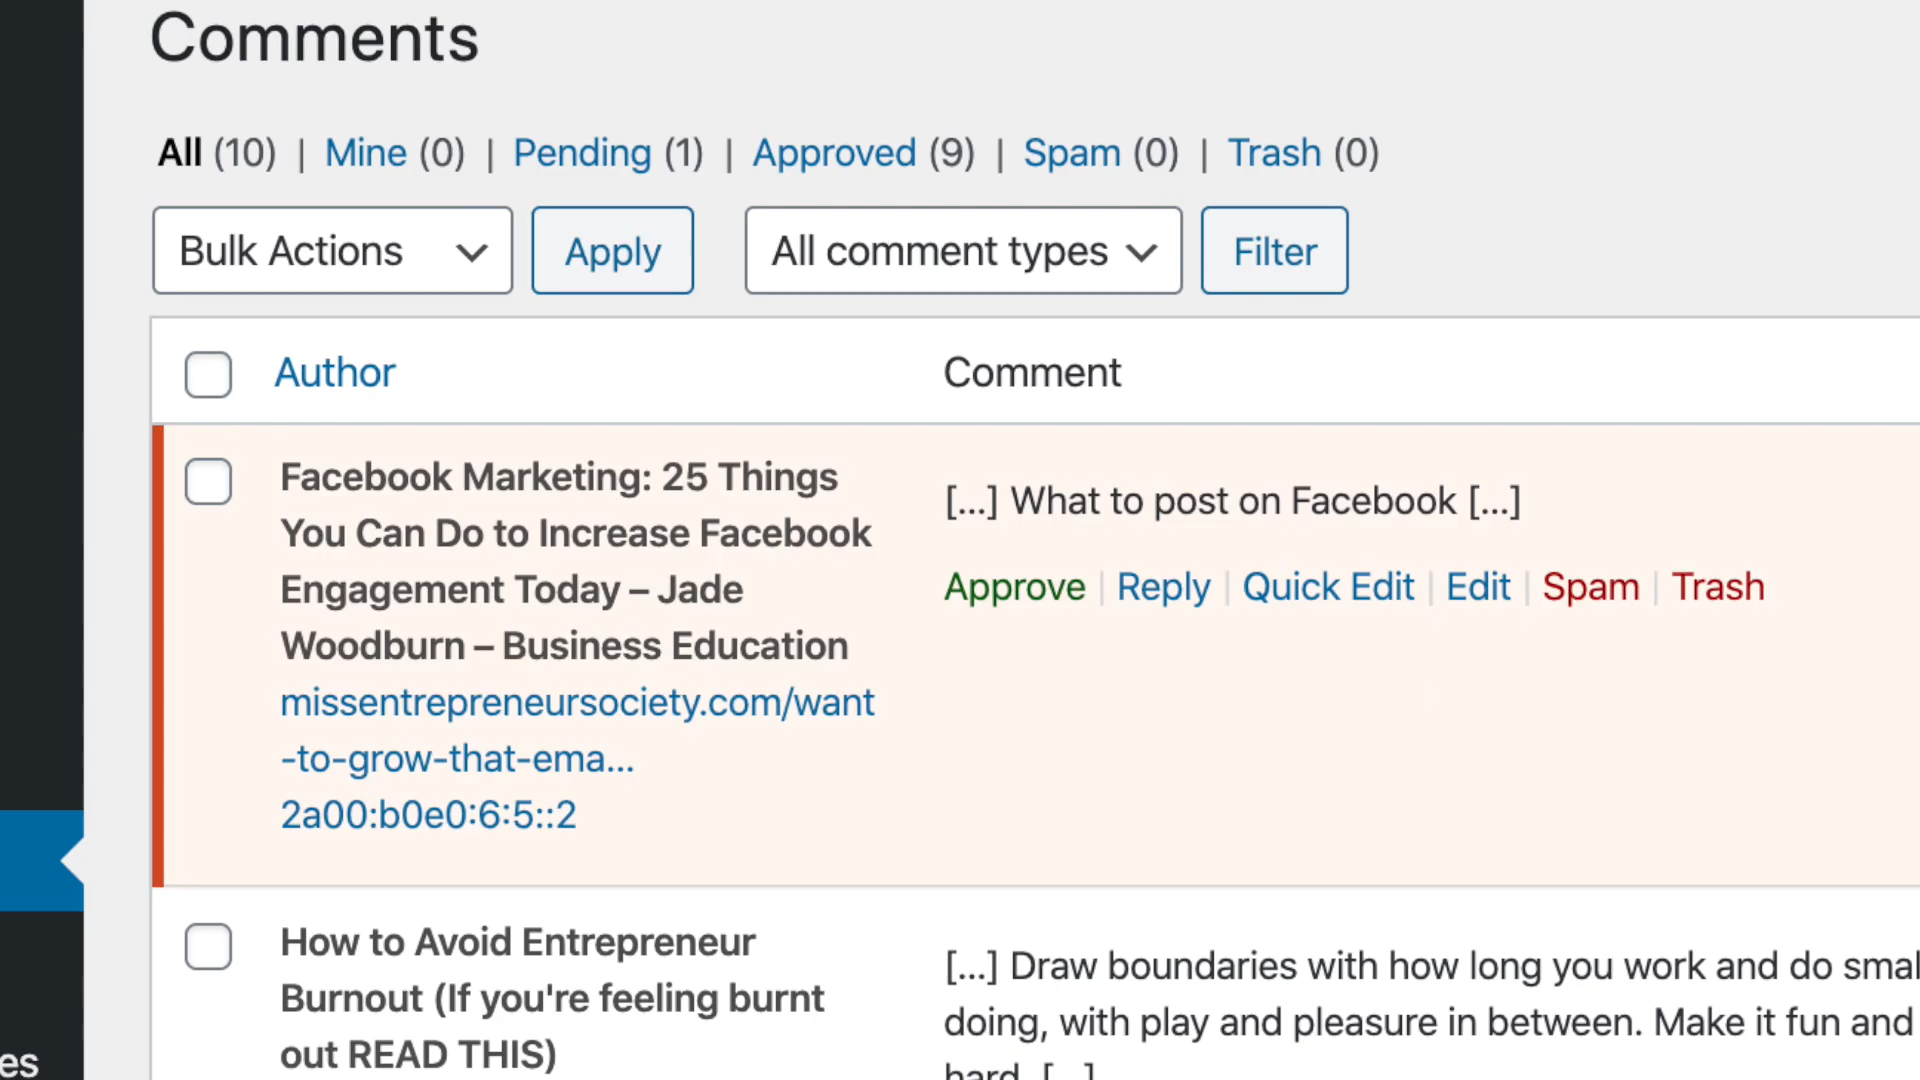 Comments
All (10) | Mine (0) | Pending (1) | Approved (9) | Spam (0) | Trash (0)
Bulk Actions Apply All comment types Filter
Author Comment
Facebook Marketing: 25 Things
You Can Do to Increase Facebook
Engagement Today – Jade
Woodburn – Business Education
missentrepreneursociety.com/want
-to-grow-that-ema...
2a00:b0e0:6:5::2
[...] What to post on Facebook [...]
Approve | Reply | Quick Edit | Edit | Spam | Trash
How to Avoid Entrepreneur
Burnout (If you're feeling burnt
out READ THIS)
[...] Draw boundaries with how long you work and do smal
doing, with play and pleasure in between. Make it fun and
hard. [...]
es